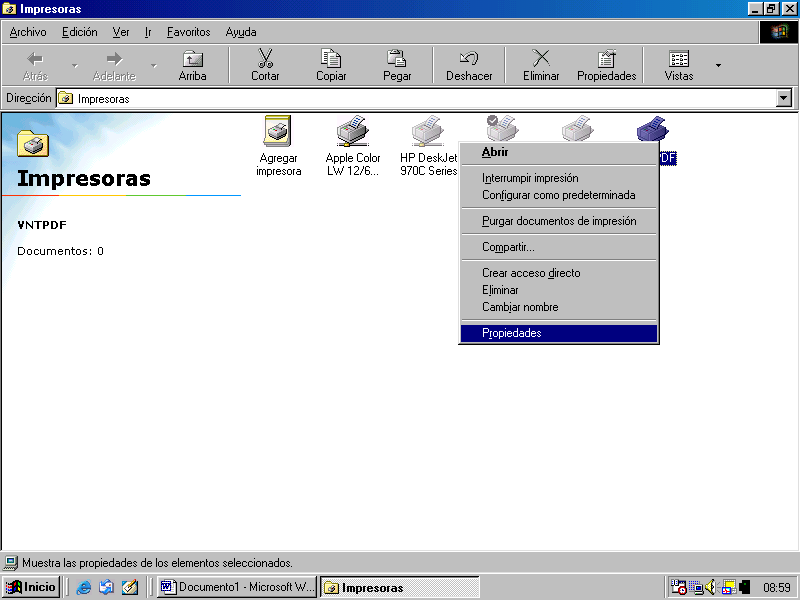 Impresoras
Archivo Edición Ver Ir Favoritos Ayuda
Atrás Adelante Arriba Cortar Copiar Pegar Deshacer Eliminar Propiedades Vistas
Dirección Impresoras
Impresoras
VNTPDF
Documentos: 0
Agregar impresora
Apple Color LW 12/6...
HP DeskJet 970C Series
PDF
Abrir
Interrumpir impresión
Configurar como predeterminada
Purgar documentos de impresión
Compartir...
Crear acceso directo
Eliminar
Cambiar nombre
Propiedades
Muestra las propiedades de los elementos seleccionados.
Inicio Documento1 - Microsoft W... Impresoras 08:59